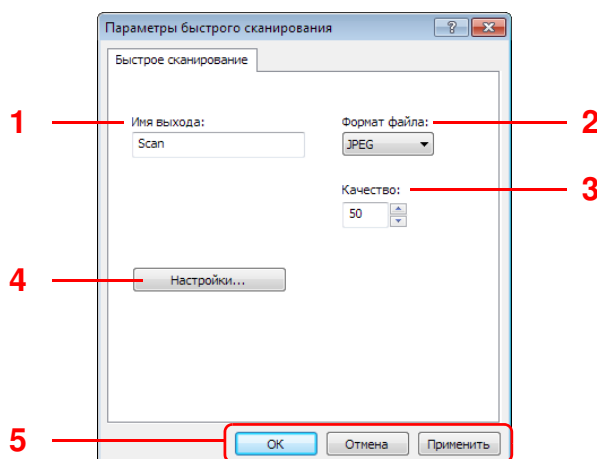 Параметры быстрого сканирования
Быстрое сканирование
1 Имя выхода: Формат файла: 2
Scan JPEG
Качество: 3
50
4 Настройки...
5 ОК Отмена Применить